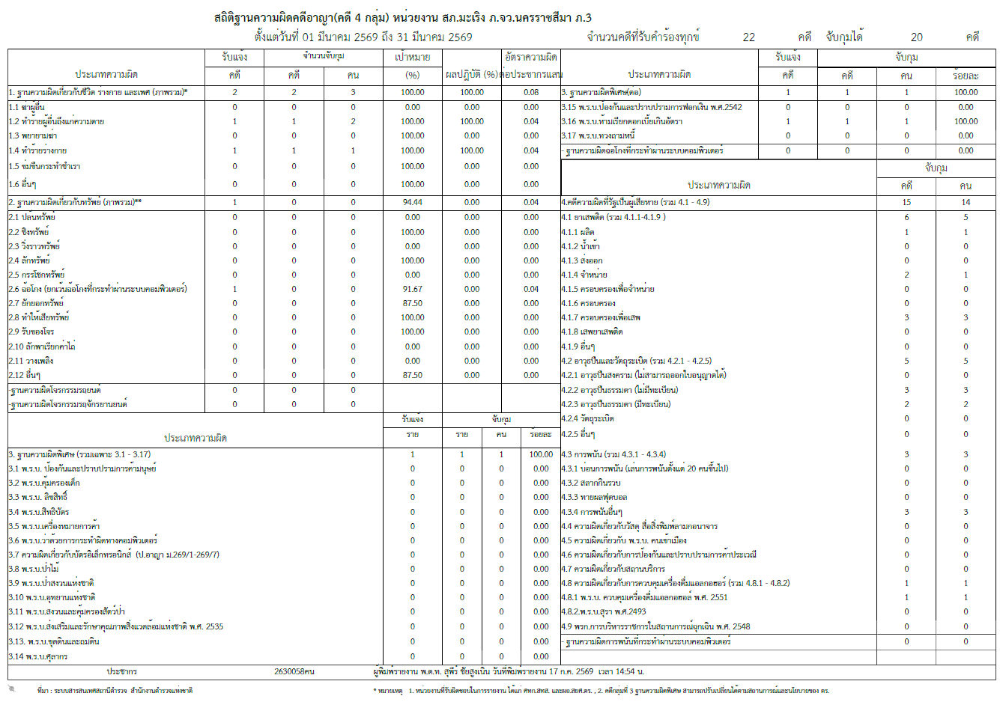 สถิติฐานความผิดคดีอาญา(คดี 4 กลุ่ม) หน่วยงาน สภ.มะเริง ภ.จว.นครราชสีมา ภ.3
ตั้งแต่วันที่ 01 มีนาคม 2569 ถึง 31 มีนาคม 2569 จำนวนคดีที่รับคำร้องทุกข์ 22 คดี จับกุมได้ 20 คดี
ประเภทความผิด รับแจ้ง จำนวนจับกุม เป้าหมาย (%) ผลปฏิบัติ (%) อัตราความผิด ต่อประชากรแสน
คดี คดี คน
1. ฐานความผิดเกี่ยวกับชีวิต ร่างกาย และเพศ (ภาพรวม)* 2 2 3 100.00 100.00 0.08
1.1 ฆ่าผู้อื่น 0 0 0 0.00 0.00 0.00
1.2 ทำร้ายผู้อื่นถึงแก่ความตาย 1 1 2 100.00 100.00 0.04
1.3 พยายามฆ่า 0 0 0 100.00 0.00 0.00
1.4 ทำร้ายร่างกาย 1 1 1 100.00 100.00 0.04
1.5 ข่มขืนกระทำชำเรา 0 0 0 100.00 0.00 0.00
1.6 อื่นๆ 0 0 0 100.00 0.00 0.00
2. ฐานความผิดเกี่ยวกับทรัพย์ (ภาพรวม)** 1 0 0 94.44 0.00 0.04
2.1 ปล้นทรัพย์ 0 0 0 0.00 0.00 0.00
2.2 ชิงทรัพย์ 0 0 0 100.00 0.00 0.00
2.3 วิ่งราวทรัพย์ 0 0 0 0.00 0.00 0.00
2.4 ลักทรัพย์ 0 0 0 100.00 0.00 0.00
2.5 กรรโชกทรัพย์ 0 0 0 0.00 0.00 0.00
2.6 ฉ้อโกง (ยกเว้นฉ้อโกงที่กระทำผ่านระบบคอมพิวเตอร์) 1 0 0 91.67 0.00 0.04
2.7 ยักยอกทรัพย์ 0 0 0 87.50 0.00 0.00
2.8 ทำให้เสียทรัพย์ 0 0 0 100.00 0.00 0.00
2.9 รับของโจร 0 0 0 100.00 0.00 0.00
2.10 ลักพาเรียกค่าไถ่ 0 0 0 0.00 0.00 0.00
2.11 วางเพลิง 0 0 0 0.00 0.00 0.00
2.12 อื่นๆ 0 0 0 87.50 0.00 0.00
-ฐานความผิดโจรกรรมรถยนต์ 0 0 0
-ฐานความผิดโจรกรรมรถจักรยานยนต์ 0 0 0
ประเภทความผิด รับแจ้ง จับกุม
ราย ราย คน ร้อยละ
3. ฐานความผิดพิเศษ (รวมเฉพาะ 3.1 - 3.17) 1 1 1 100.00
3.1 พ.ร.บ. ป้องกันและปราบปรามการค้ามนุษย์ 0 0 0 0.00
3.2 พ.ร.บ.คุ้มครองเด็ก 0 0 0 0.00
3.3 พ.ร.บ. ลิขสิทธิ์ 0 0 0 0.00
3.4 พ.ร.บ.สิทธิบัตร 0 0 0 0.00
3.5 พ.ร.บ.เครื่องหมายการค้า 0 0 0 0.00
3.6 พ.ร.บ.ว่าด้วยการกระทำผิดทางคอมพิวเตอร์ 0 0 0 0.00
3.7 ความผิดเกี่ยวกับบัตรอิเล็กทรอนิกส์ (ป.อาญา ม.269/1-269/7) 0 0 0 0.00
3.8 พ.ร.บ.ป่าไม้ 0 0 0 0.00
3.9 พ.ร.บ.ป่าสงวนแห่งชาติ 0 0 0 0.00
3.10 พ.ร.บ.อุทยานแห่งชาติ 0 0 0 0.00
3.11 พ.ร.บ.สงวนและคุ้มครองสัตว์ป่า 0 0 0 0.00
3.12 พ.ร.บ.ส่งเสริมและรักษาคุณภาพสิ่งแวดล้อมแห่งชาติ พ.ศ. 2535 0 0 0 0.00
3.13. พ.ร.บ.ขุดดินและถมดิน 0 0 0 0.00
3.14 พ.ร.บ.ศุลากร 0 0 0 0.00
ประเภทความผิด รับแจ้ง จับกุม
คดี คดี คน ร้อยละ
3. ฐานความผิดพิเศษ(ต่อ) 1 1 1 100.00
3.15 พ.ร.บ.ป้องกันและปราบปรามการฟอกเงิน พ.ศ.2542 0 0 0 0.00
3.16 พ.ร.บ.ห้ามเรียกดอกเบี้ยเกินอัตรา 1 1 1 100.00
3.17 พ.ร.บ.ทวงถามหนี้ 0 0 0 0.00
- ฐานความผิดฉ้อโกงที่กระทำผ่านระบบคอมพิวเตอร์ 0 0 0 0.00
ประเภทความผิด จับกุม
คดี คน
4.คดีความผิดที่รัฐเป็นผู้เสียหาย (รวม 4.1 - 4.9) 15 14
4.1 ยาเสพติด (รวม 4.1.1-4.1.9 ) 6 5
4.1.1 ผลิต 1 1
4.1.2 นำเข้า 0 0
4.1.3 ส่งออก 0 0
4.1.4 จำหน่าย 2 1
4.1.5 ครอบครองเพื่อจำหน่าย 0 0
4.1.6 ครอบครอง 0 0
4.1.7 ครอบครองเพื่อเสพ 3 3
4.1.8 เสพยาเสพติด 0 0
4.1.9 อื่นๆ 0 0
4.2 อาวุธปืนและวัตถุระเบิด (รวม 4.2.1 - 4.2.5) 5 5
4.2.1 อาวุธปืนสงคราม (ไม่สามารถออกใบอนุญาตได้) 0 0
4.2.2 อาวุธปืนธรรมดา (ไม่มีทะเบียน) 3 3
4.2.3 อาวุธปืนธรรมดา (มีทะเบียน) 2 2
4.2.4 วัตถุระเบิด 0 0
4.2.5 อื่นๆ 0 0
4.3 การพนัน (รวม 4.3.1 - 4.3.4) 3 3
4.3.1 บ่อนการพนัน (เล่นการพนันตั้งแต่ 20 คนขึ้นไป) 0 0
4.3.2 สลากกินรวบ 0 0
4.3.3 ทายผลฟุตบอล 0 0
4.3.4 การพนันอื่นๆ 3 3
4.4 ความผิดเกี่ยวกับวัสดุ สื่อสิ่งพิมพ์ลามกอนาจาร 0 0
4.5 ความผิดเกี่ยวกับ พ.ร.บ. คนเข้าเมือง 0 0
4.6 ความผิดเกี่ยวกับการป้องกันและปราบปรามการค้าประเวณี 0 0
4.7 ความผิดเกี่ยวกับสถานบริการ 0 0
4.8 ความผิดเกี่ยวกับการควบคุมเครื่องดื่มแอลกอฮอร์ (รวม 4.8.1 - 4.8.2) 1 1
4.8.1 พ.ร.บ. ควบคุมเครื่องดื่มแอลกอฮอล์ พ.ศ. 2551 1 1
4.8.2.พ.ร.บ.สุรา พ.ศ.2493 0 0
4.9 พรก.การบริหารราชการในสถานการณ์ฉุกเฉิน พ.ศ. 2548 0 0
- ฐานความผิดการพนันที่กระทำผ่านระบบคอมพิวเตอร์ 0 0
ประชากร 2630058คน ผู้พิมพ์รายงาน พ.ต.ท. สุพีร์ ชัยสูงเนิน วันที่พิมพ์รายงาน 17 ก.ค. 2569 เวลา 14:54 น.
ที่มา : ระบบสารสนเทศสถานีตำรวจ สำนักงานตำรวจแห่งชาติ * หมายเหตุ 1. หน่วยงานที่รับผิดชอบในการรายงาน ได้แก่ ศทก.สทส. และผอ.สยศ.ตร. , 2. คดีกลุ่มที่ 3 ฐานความผิดพิเศษ สามารถปรับเปลี่ยนได้ตามสถานการณ์และนโยบายของ ตร.